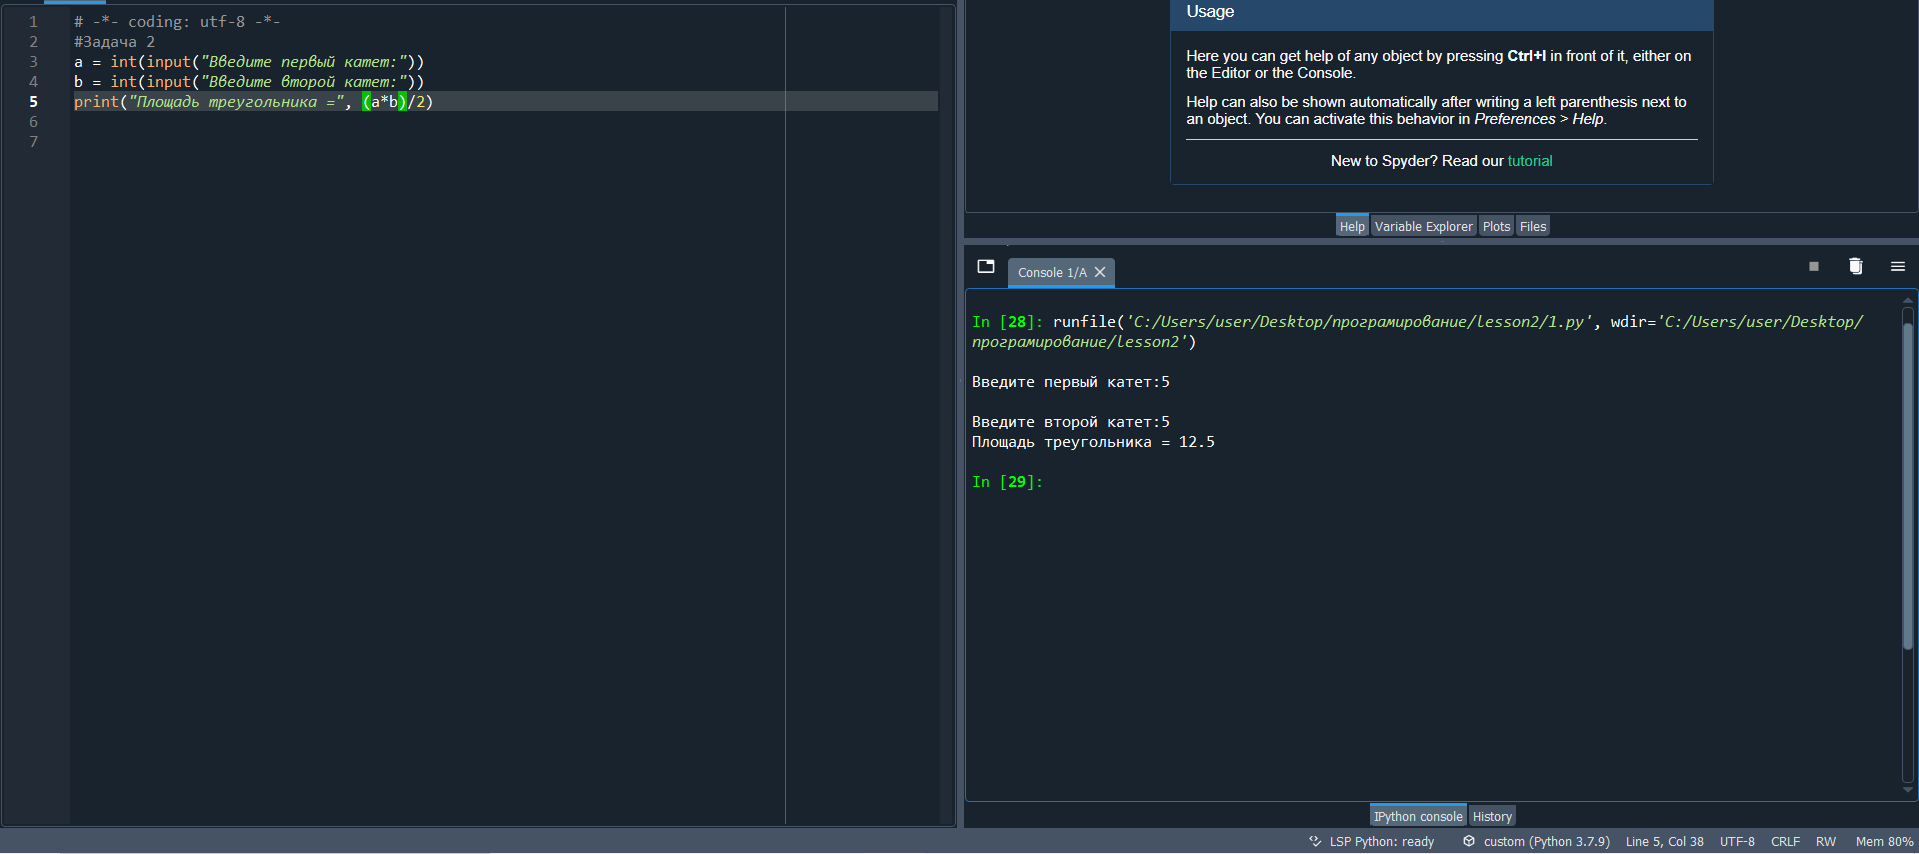 1 # -*- coding: utf-8 -*-
2 #Задача 2
3 a = int(input("Введите первый катет:"))
4 b = int(input("Введите второй катет:"))
5 print("Площадь треугольника =", (a*b)/2)
6
7
Usage
Here you can get help of any object by pressing Ctrl+I in front of it, either on
the Editor or the Console.
Help can also be shown automatically after writing a left parenthesis next to
an object. You can activate this behavior in Preferences > Help.
New to Spyder? Read our tutorial
Help Variable Explorer Plots Files
Console 1/A
In [28]: runfile('C:/Users/user/Desktop/програмирование/lesson2/1.py', wdir='C:/Users/user/Desktop/
програмирование/lesson2')
Введите первый катет:5
Введите второй катет:5
Площадь треугольника = 12.5
In [29]:
IPython console History
LSP Python: ready custom (Python 3.7.9) Line 5, Col 38 UTF-8 CRLF RW Mem 80%